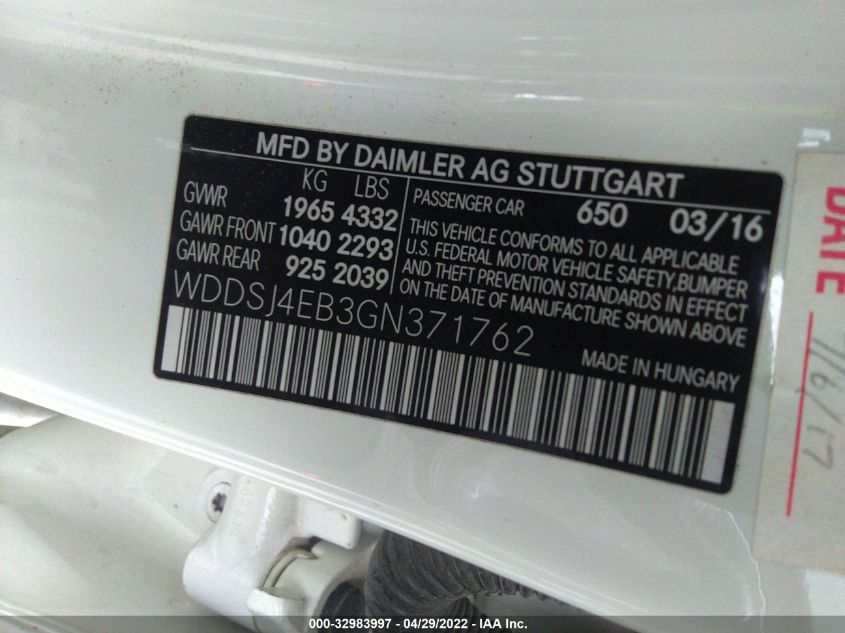 MFD BY DAIMLER AG STUTTGART
KG LBS
GVWR 1965 4332
GAWR FRONT 1040 2293
GAWR REAR 925 2039
PASSENGER CAR 650 03/16
THIS VEHICLE CONFORMS TO ALL APPLICABLE
U.S. FEDERAL MOTOR VEHICLE SAFETY,BUMPER
AND THEFT PREVENTION STANDARDS IN EFFECT
ON THE DATE OF MANUFACTURE SHOWN ABOVE
WDDSJ4EB3GN371762
MADE IN HUNGARY
DATE
000-32983997 - 04/29/2022 - IAA Inc.